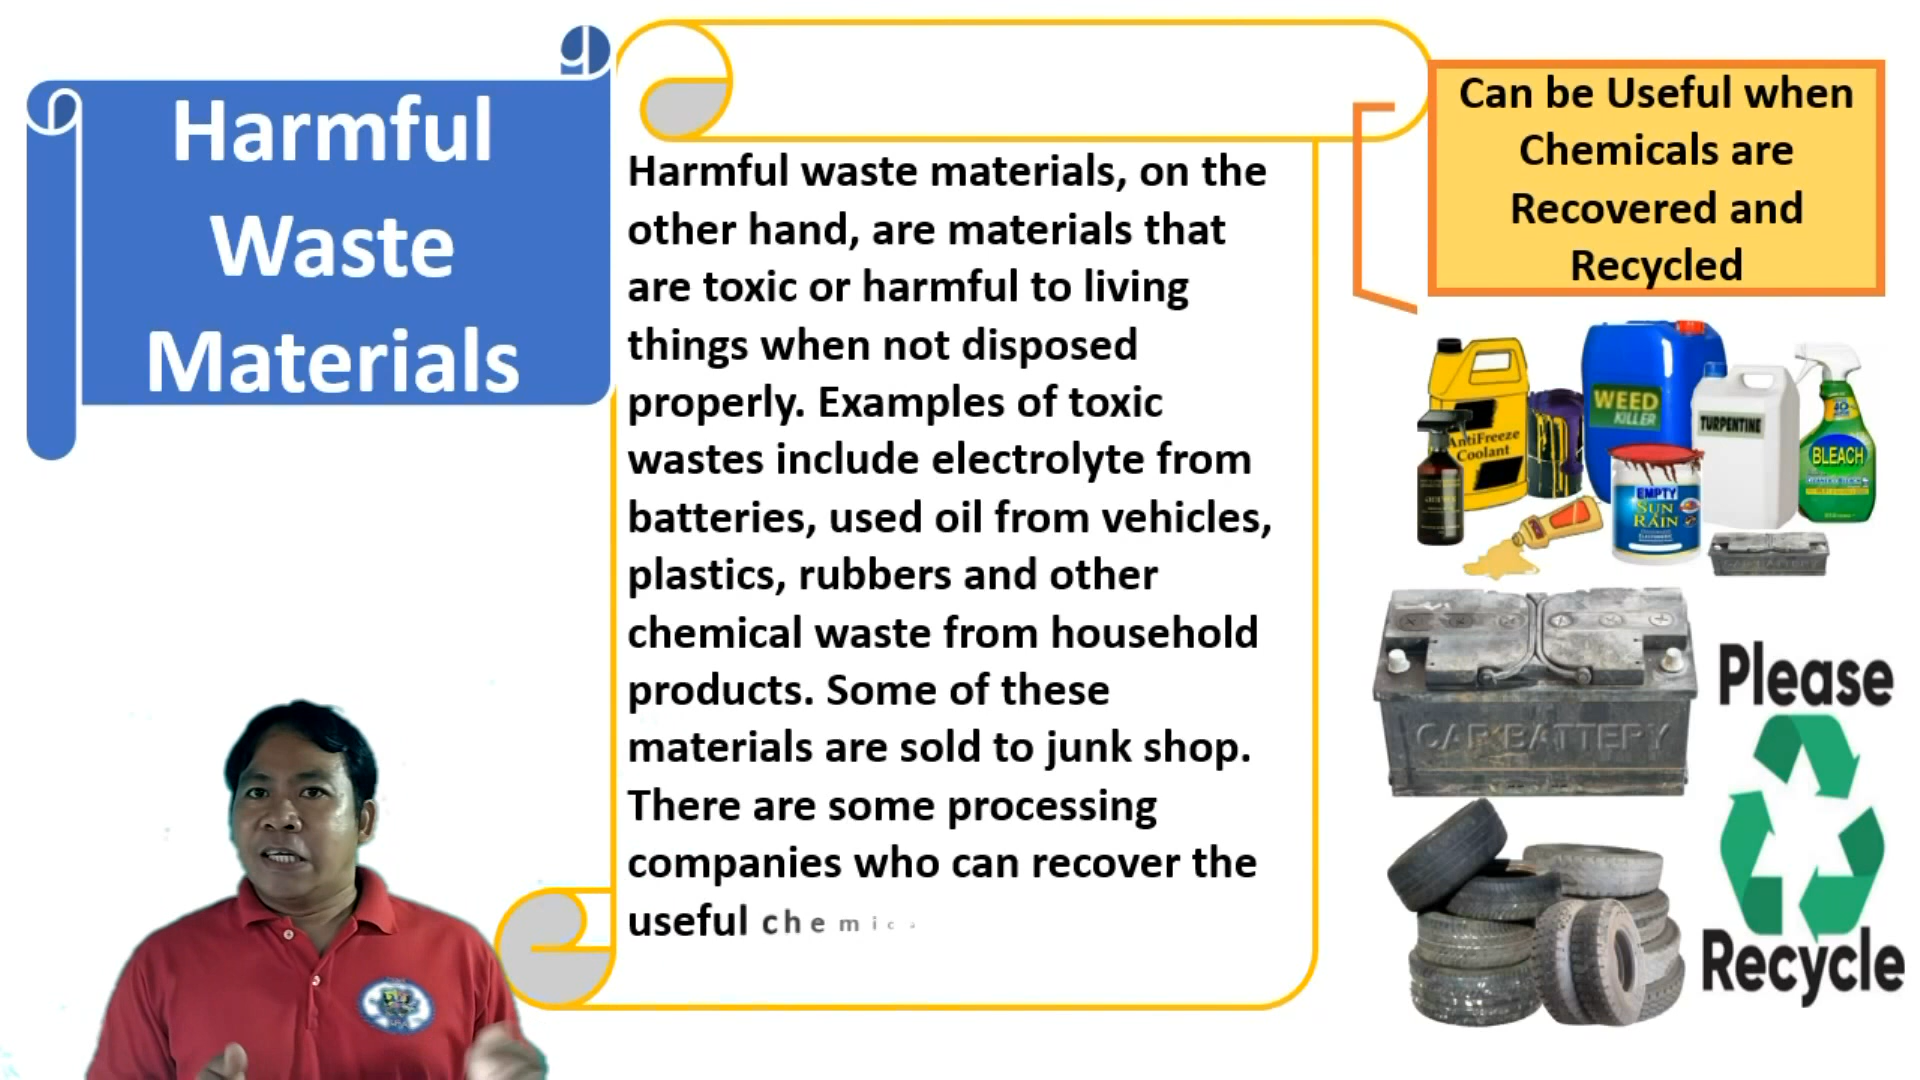 Harmful
Waste
Materials
Harmful waste materials, on the
other hand, are materials that
are toxic or harmful to living
things when not disposed
properly. Examples of toxic
wastes include electrolyte from
batteries, used oil from vehicles,
plastics, rubbers and other
chemical waste from household
products. Some of these
materials are sold to junk shop.
There are some processing
companies who can recover the
useful chemic
Can be Useful when
Chemicals are
Recovered and
Recycled
AntiFreeze
Coolant
WEED
KILLER
TURPENTINE
BLEACH
EMPTY
SUN
RAIN
CAR BATTERY
CAR BATTERY
Please
Recycle